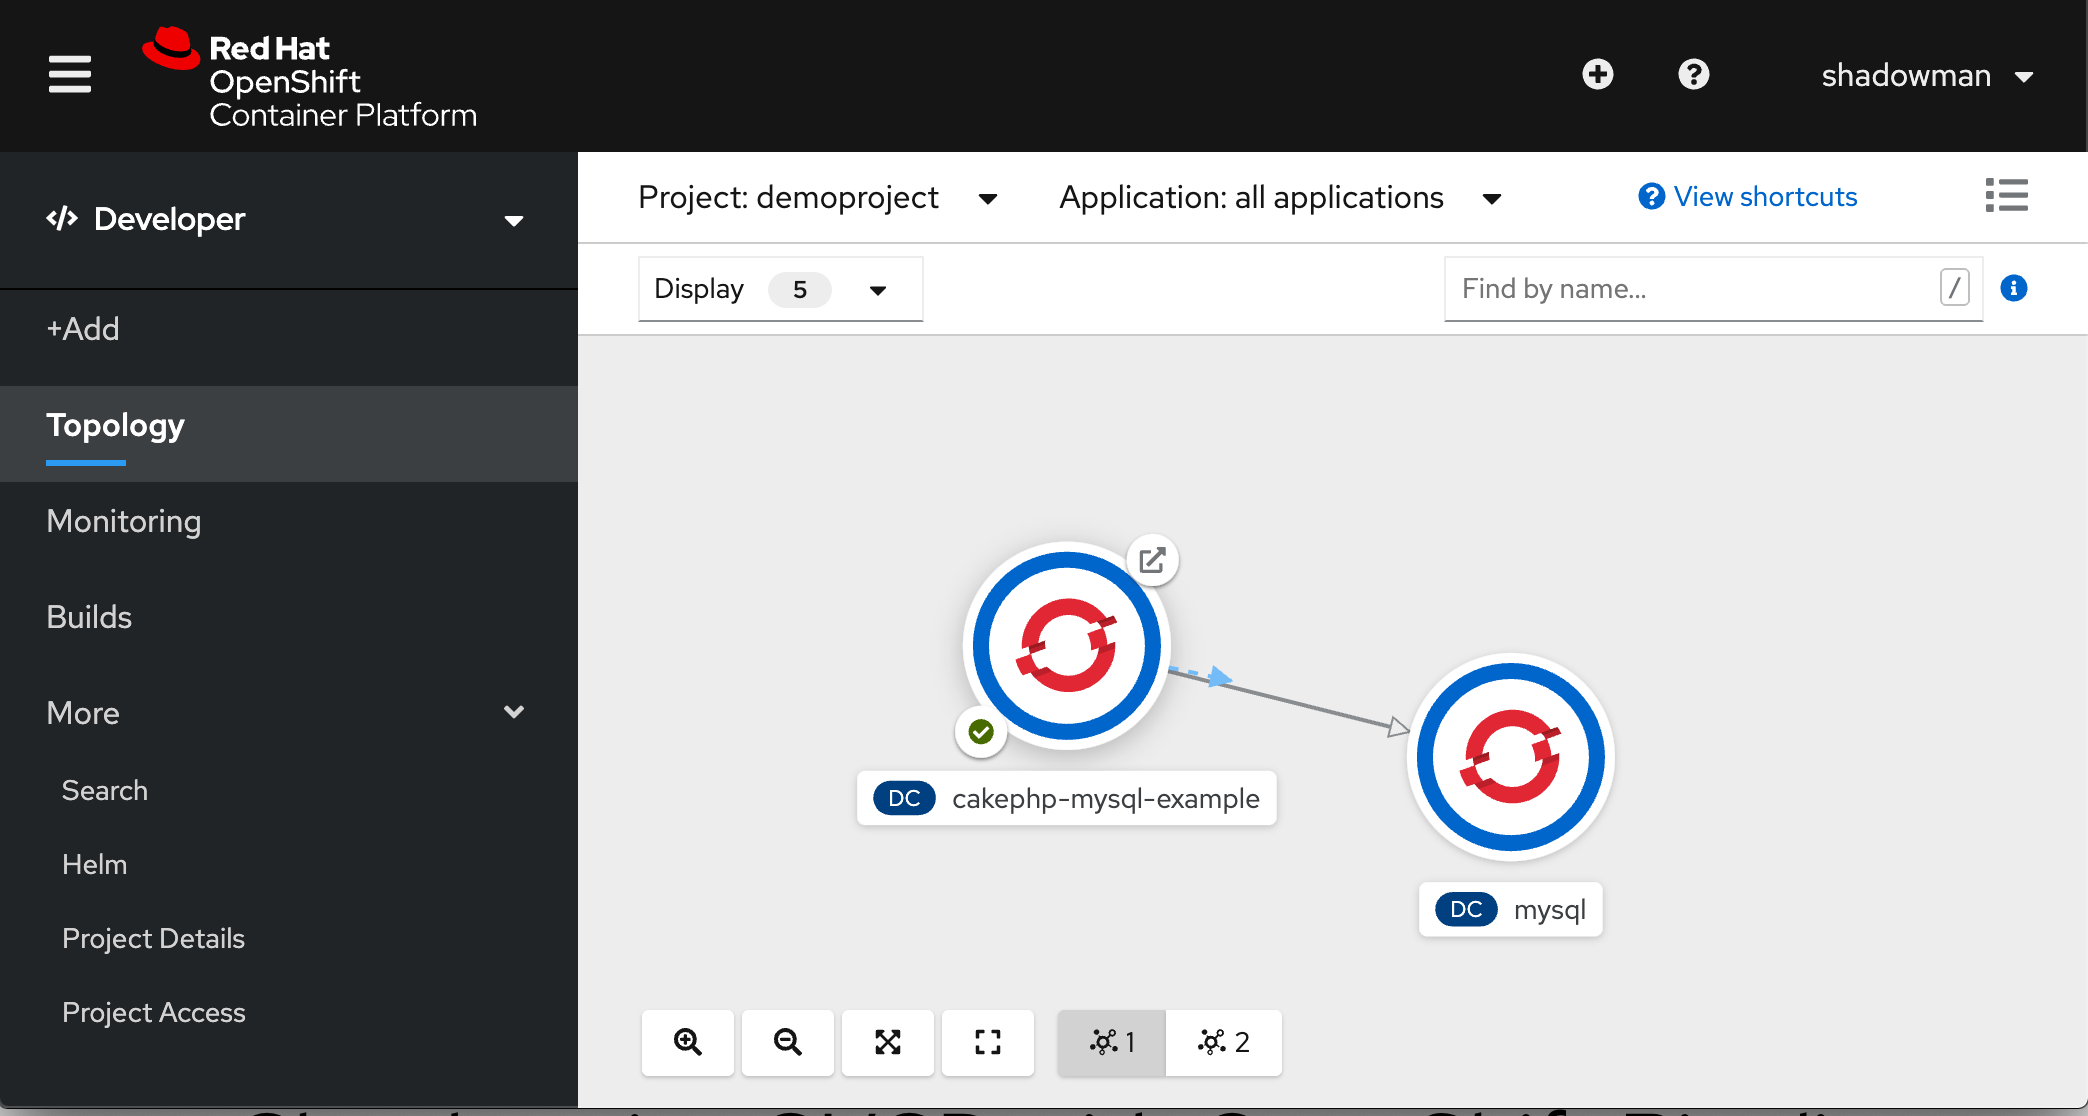 Red Hat
OpenShift
Container Platform
shadowman
Developer
Project: demoproject
Application: all applications
View shortcuts
Display 5
Find by name...
/
+Add
Topology
Monitoring
Builds
More
Search
Helm
Project Details
Project Access
DC cakephp-mysql-example
DC mysql
1
2